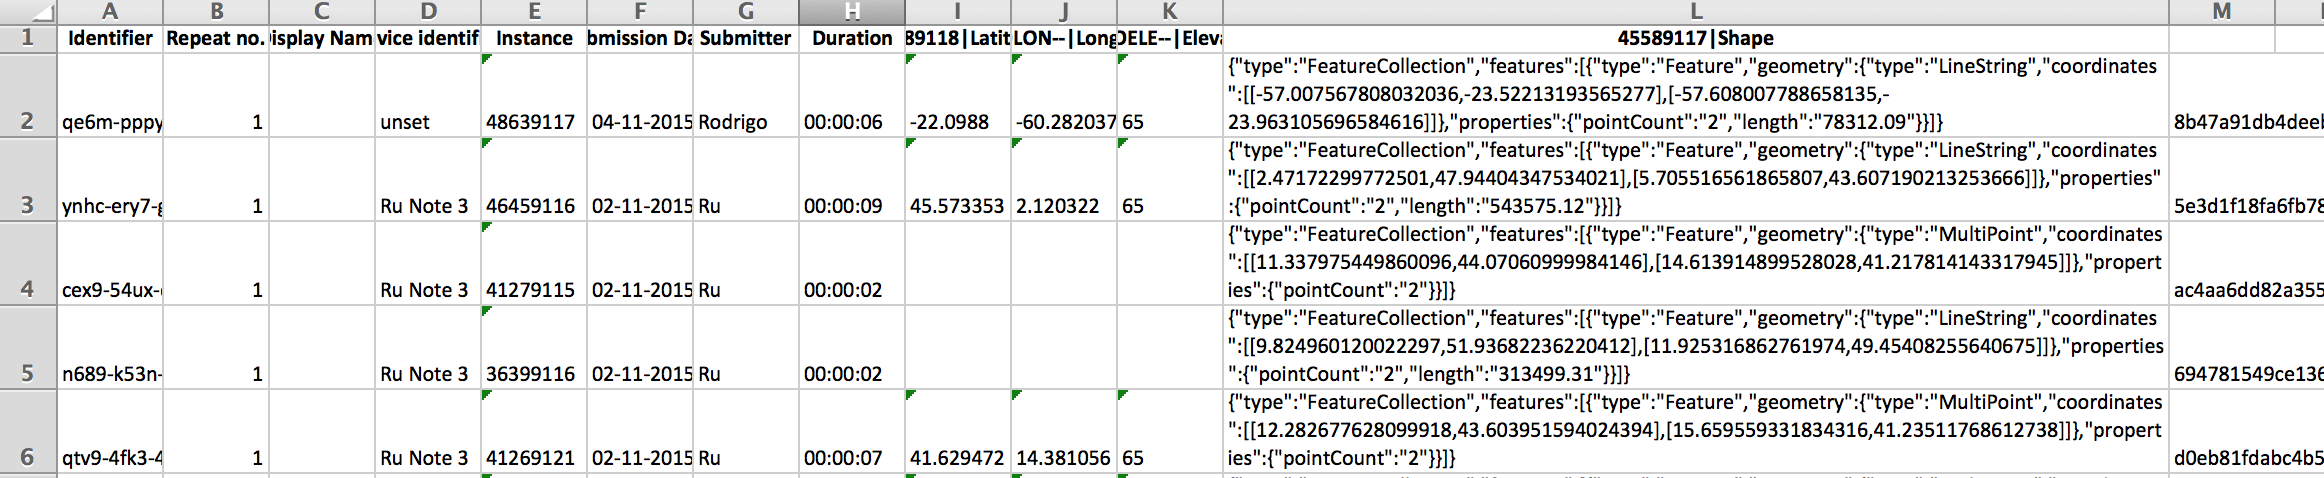 A B C D E F G H I J K L M
1 Identifier Repeat no. isplay Nam vice identif Instance bmission Da Submitter Duration 89118|Latit LON--|Long DELE--|Eleva 45589117|Shape
{"type":"FeatureCollection","features":[{"type":"Feature","geometry":{"type":"LineString","coordinates
":[[-57.007567808032036,-23.52213193565277],[-57.608007788658135,-
2 qe6m-pppy 1 unset 48639117 04-11-2015 Rodrigo 00:00:06 -22.0988 -60.282037 65 23.963105696584616]]},"properties":{"pointCount":"2","length":"78312.09"}}]} 8b47a91db4deeb
{"type":"FeatureCollection","features":[{"type":"Feature","geometry":{"type":"LineString","coordinates
":[[2.47172299772501,47.94404347534021],[5.705516561865807,43.607190213253666]]},"properties"
3 ynhc-ery7-g 1 Ru Note 3 46459116 02-11-2015 Ru 00:00:09 45.573353 2.120322 65 :{"pointCount":"2","length":"543575.12"}}]} 5e3d1f18fa6fb78
{"type":"FeatureCollection","features":[{"type":"Feature","geometry":{"type":"MultiPoint","coordinates
":[[11.337975449860096,44.07060999984146],[14.613914899528028,41.217814143317945]]},"propert
4 cex9-54ux- 1 Ru Note 3 41279115 02-11-2015 Ru 00:00:02 ies":{"pointCount":"2"}}]} ac4aa6dd82a355
{"type":"FeatureCollection","features":[{"type":"Feature","geometry":{"type":"LineString","coordinates
":[[9.824960120022297,51.93682236220412],[11.925316862761974,49.45408255640675]]},"properties
5 n689-k53n- 1 Ru Note 3 36399116 02-11-2015 Ru 00:00:02 ":{"pointCount":"2","length":"313499.31"}}]} 694781549ce136
{"type":"FeatureCollection","features":[{"type":"Feature","geometry":{"type":"MultiPoint","coordinates
":[[12.282677628099918,43.603951594024394],[15.659559331834316,41.23511768612738]]},"propert
6 qtv9-4fk3-4 1 Ru Note 3 41269121 02-11-2015 Ru 00:00:07 41.629472 14.381056 65 ies":{"pointCount":"2"}}]} d0eb81fdabc4b5